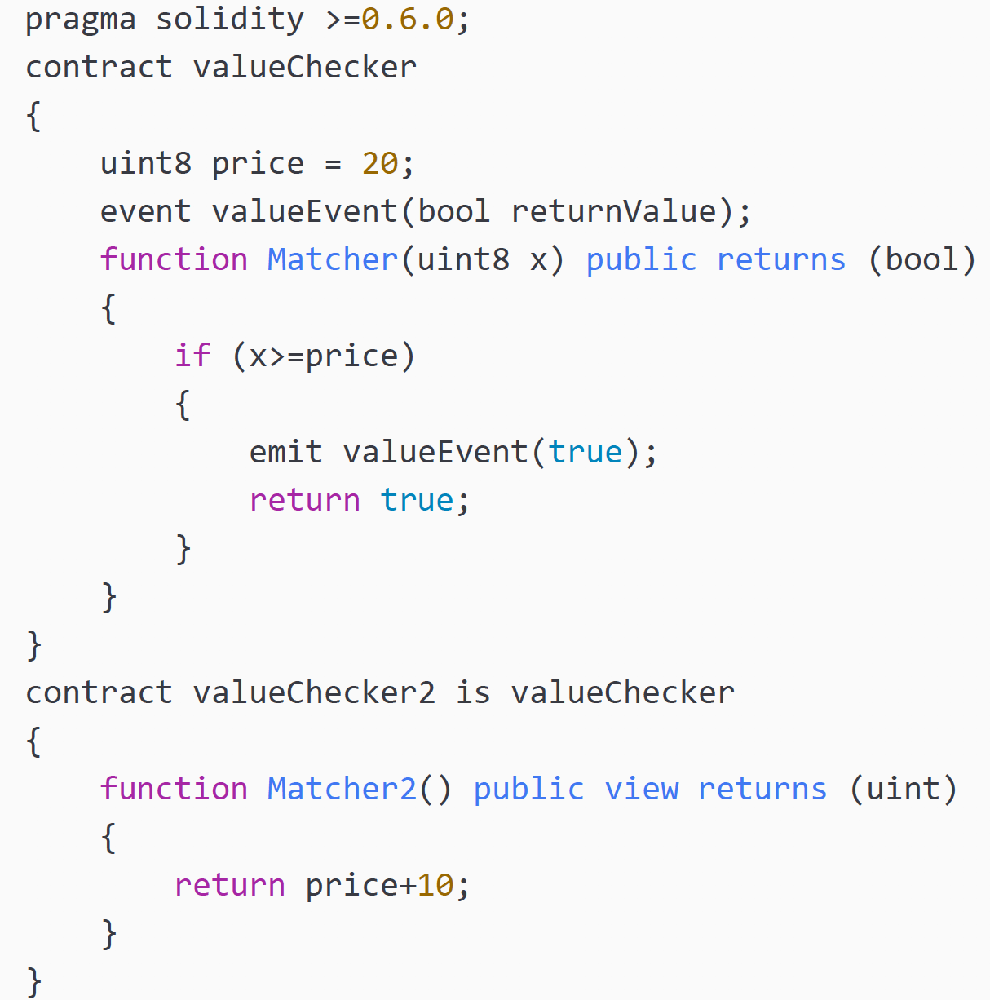 pragma solidity >=0.6.0;
contract valueChecker
{
    uint8 price = 20;
    event valueEvent(bool returnValue);
    function Matcher(uint8 x) public returns (bool)
    {
        if (x>=price)
        {
            emit valueEvent(true);
            return true;
        }
    }
}
contract valueChecker2 is valueChecker
{
    function Matcher2() public view returns (uint)
    {
        return price+10;
    }
}